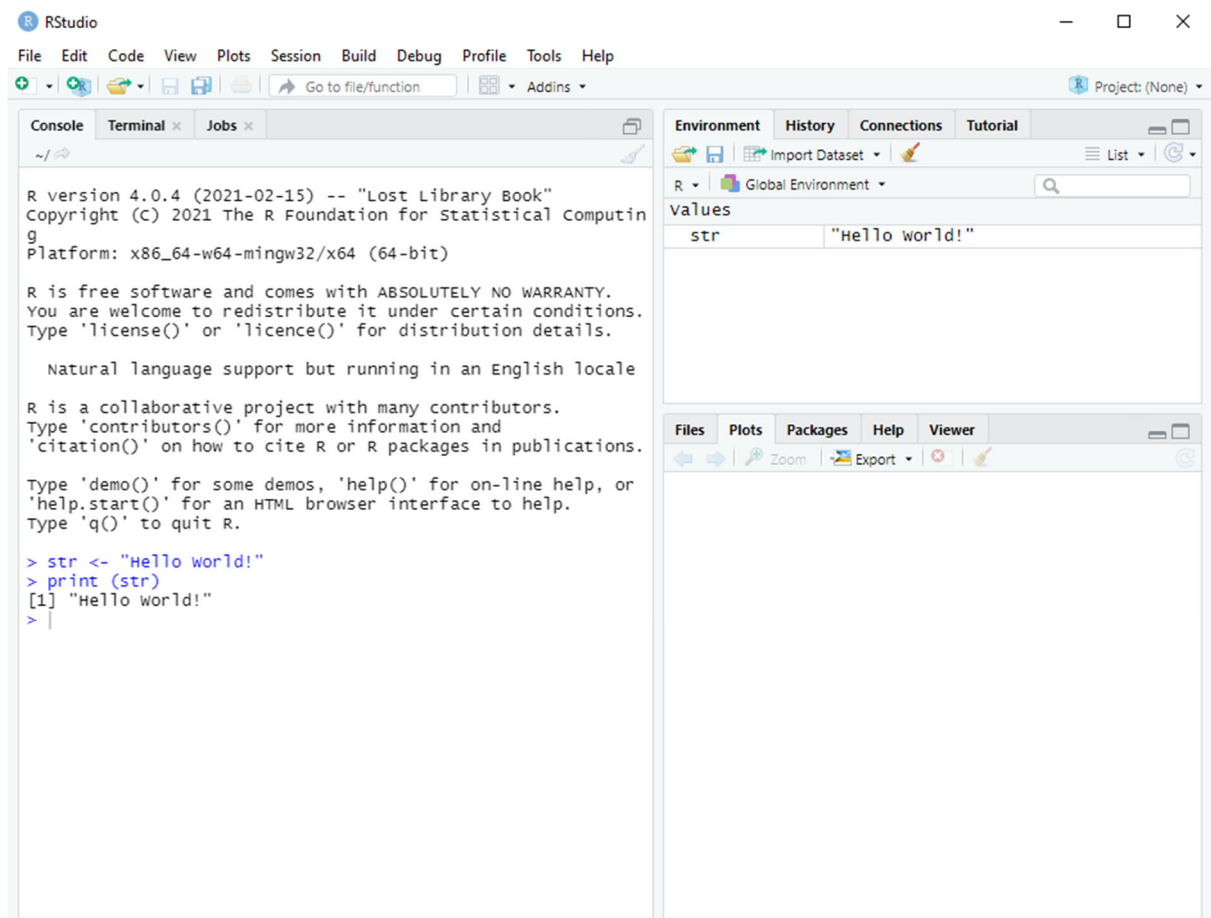 RStudio
File Edit Code View Plots Session Build Debug Profile Tools Help
Go to file/function Addins Project: (None)
Console Terminal Jobs
~/
R version 4.0.4 (2021-02-15) -- "Lost Library Book"
Copyright (C) 2021 The R Foundation for Statistical Computin
g
Platform: x86_64-w64-mingw32/x64 (64-bit)
R is free software and comes with ABSOLUTELY NO WARRANTY.
You are welcome to redistribute it under certain conditions.
Type 'license()' or 'licence()' for distribution details.
Natural language support but running in an English locale
R is a collaborative project with many contributors.
Type 'contributors()' for more information and
'citation()' on how to cite R or R packages in publications.
Type 'demo()' for some demos, 'help()' for on-line help, or
'help.start()' for an HTML browser interface to help.
Type 'q()' to quit R.
> str <- "Hello World!"
> print (str)
[1] "Hello World!"
>
Environment History Connections Tutorial
Import Dataset List
R Global Environment
Values
str "Hello World!"
Files Plots Packages Help Viewer
Zoom Export